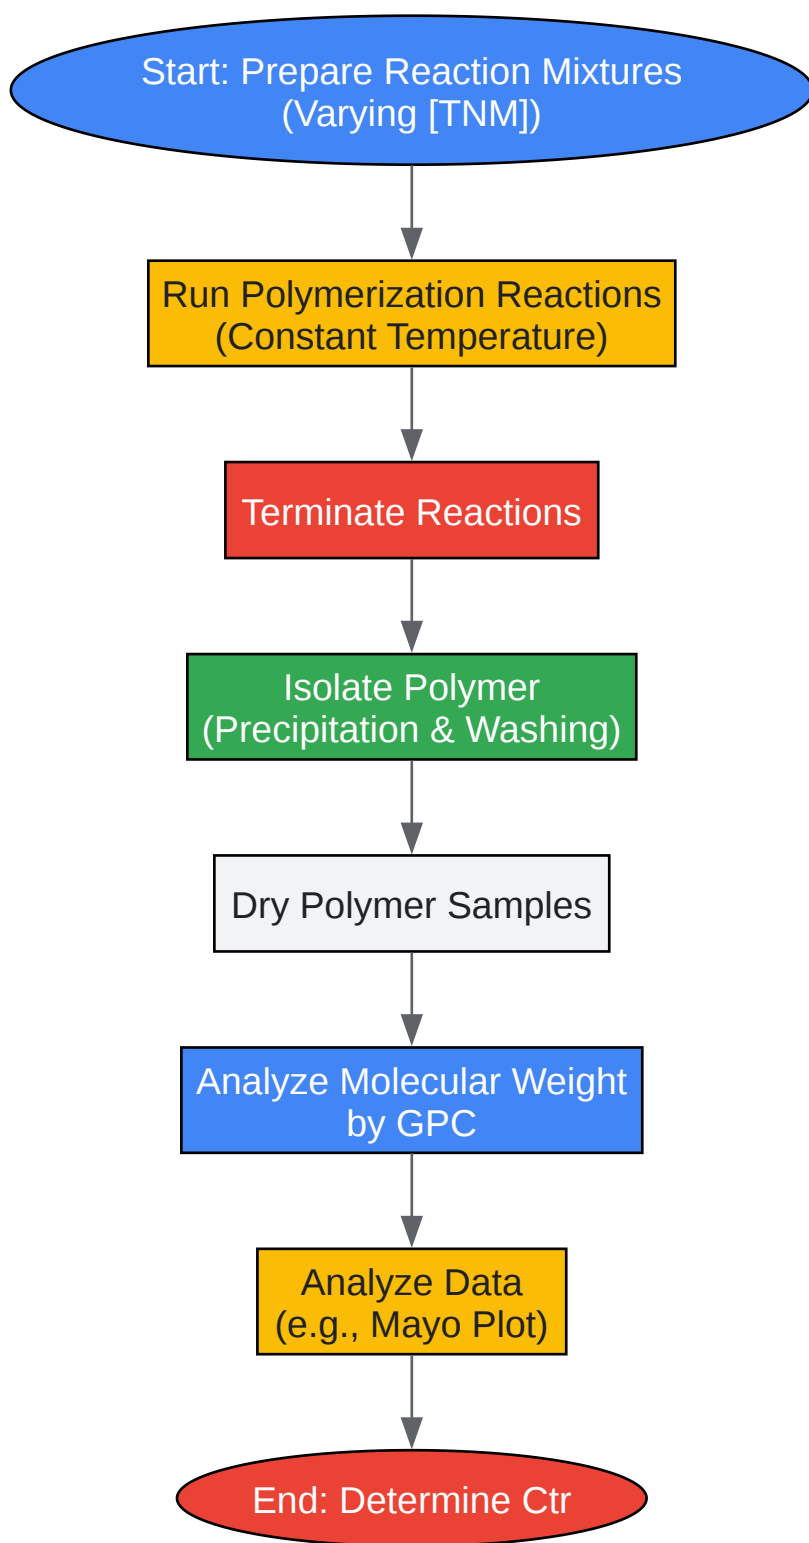 Start: Prepare Reaction Mixtures
(Varying [TNM])
Run Polymerization Reactions
(Constant Temperature)
Terminate Reactions
Isolate Polymer
(Precipitation & Washing)
Dry Polymer Samples
Analyze Molecular Weight
by GPC
Analyze Data
(e.g., Mayo Plot)
End: Determine Ctr